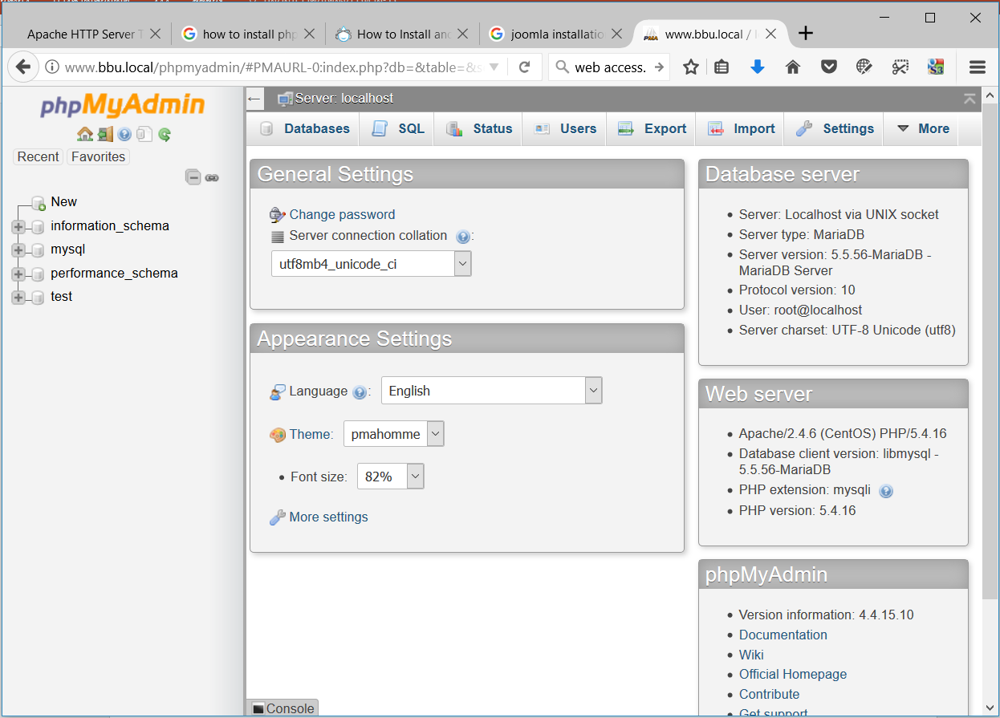 Apache HTTP Server T
how to install php
How to Install and
joomla installatio
PMA
www.bbu.local / l
www.bbu.local/phpmyadmin/#PMAURL-0:index.php?db=&table=&s
web access.
S3
phpMyAdmin
Recent
Favorites
New
information_schema
mysql
performance_schema
test
Server: localhost
Databases
SQL
Status
Users
Export
Import
Settings
More
General Settings
Change password
Server connection collation :
utf8mb4_unicode_ci
Appearance Settings
Language :
English
Theme:
pmahomme
Font size:
82%
More settings
Database server
Server: Localhost via UNIX socket
Server type: MariaDB
Server version: 5.5.56-MariaDB -
MariaDB Server
Protocol version: 10
User: root@localhost
Server charset: UTF-8 Unicode (utf8)
Web server
Apache/2.4.6 (CentOS) PHP/5.4.16
Database client version: libmysql -
5.5.56-MariaDB
PHP extension: mysqli
PHP version: 5.4.16
phpMyAdmin
Version information: 4.4.15.10
Documentation
Wiki
Official Homepage
Contribute
Get support
Console